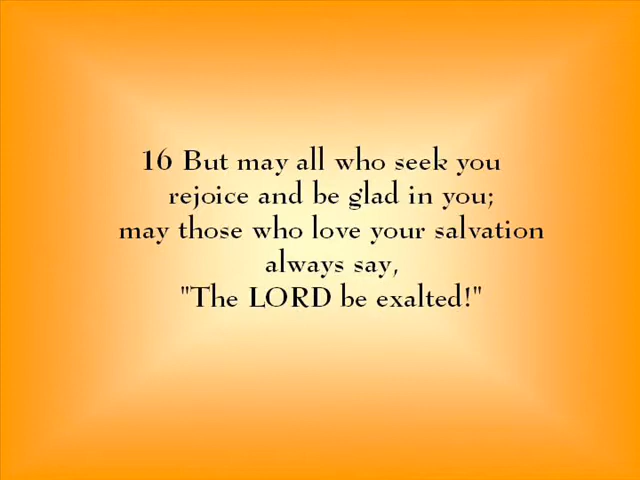 16 But may all who seek you
rejoice and be glad in you;
may those who love your salvation
always say,
"The LORD be exalted!"